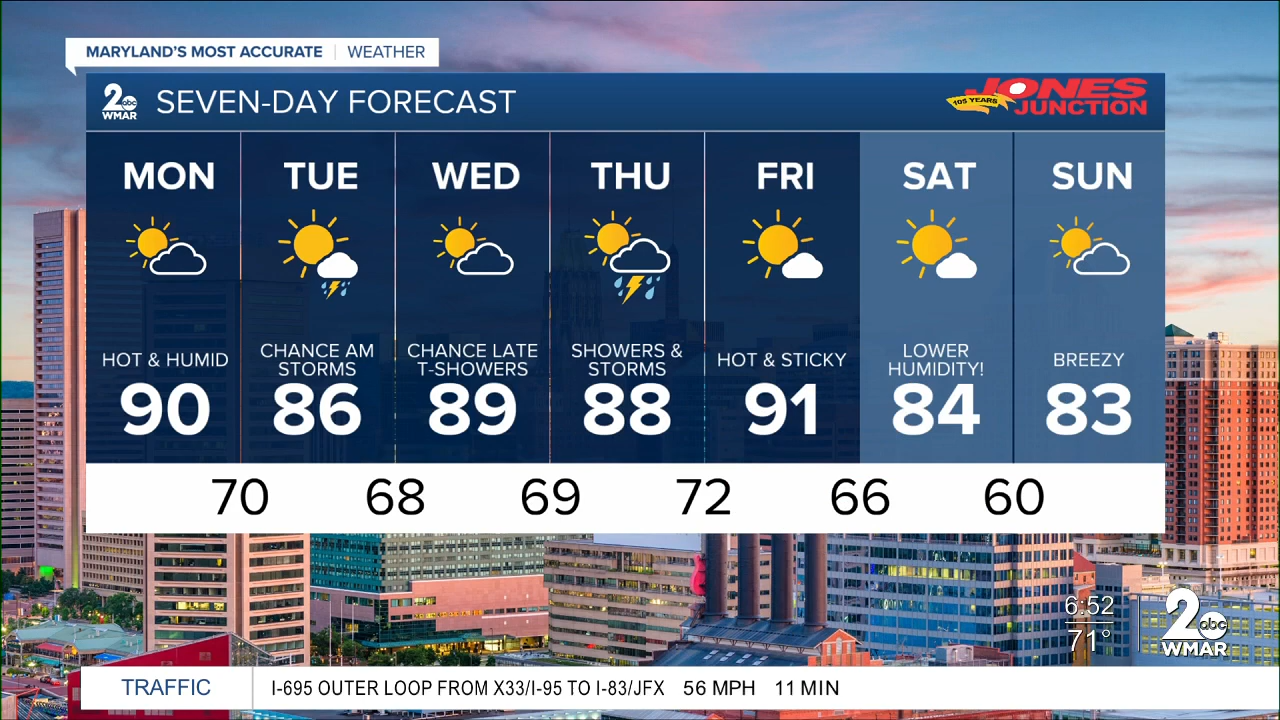 MARYLAND'S MOST ACCURATE | WEATHER
2 abc WMAR
SEVEN-DAY FORECAST
105 YEARS
JONES JUNCTION
MON TUE WED THU FRI SAT SUN
HOT & HUMID
CHANCE AM
STORMS
CHANCE LATE
T-SHOWERS
SHOWERS &
STORMS
HOT & STICKY
LOWER
HUMIDITY!
BREEZY
90 86 89 88 91 84 83
70 68 69 72 66 60
6:52
71°
2 abc
WMAR
TRAFFIC
I-695 OUTER LOOP FROM X33/I-95 TO I-83/JFX 56 MPH 11 MIN